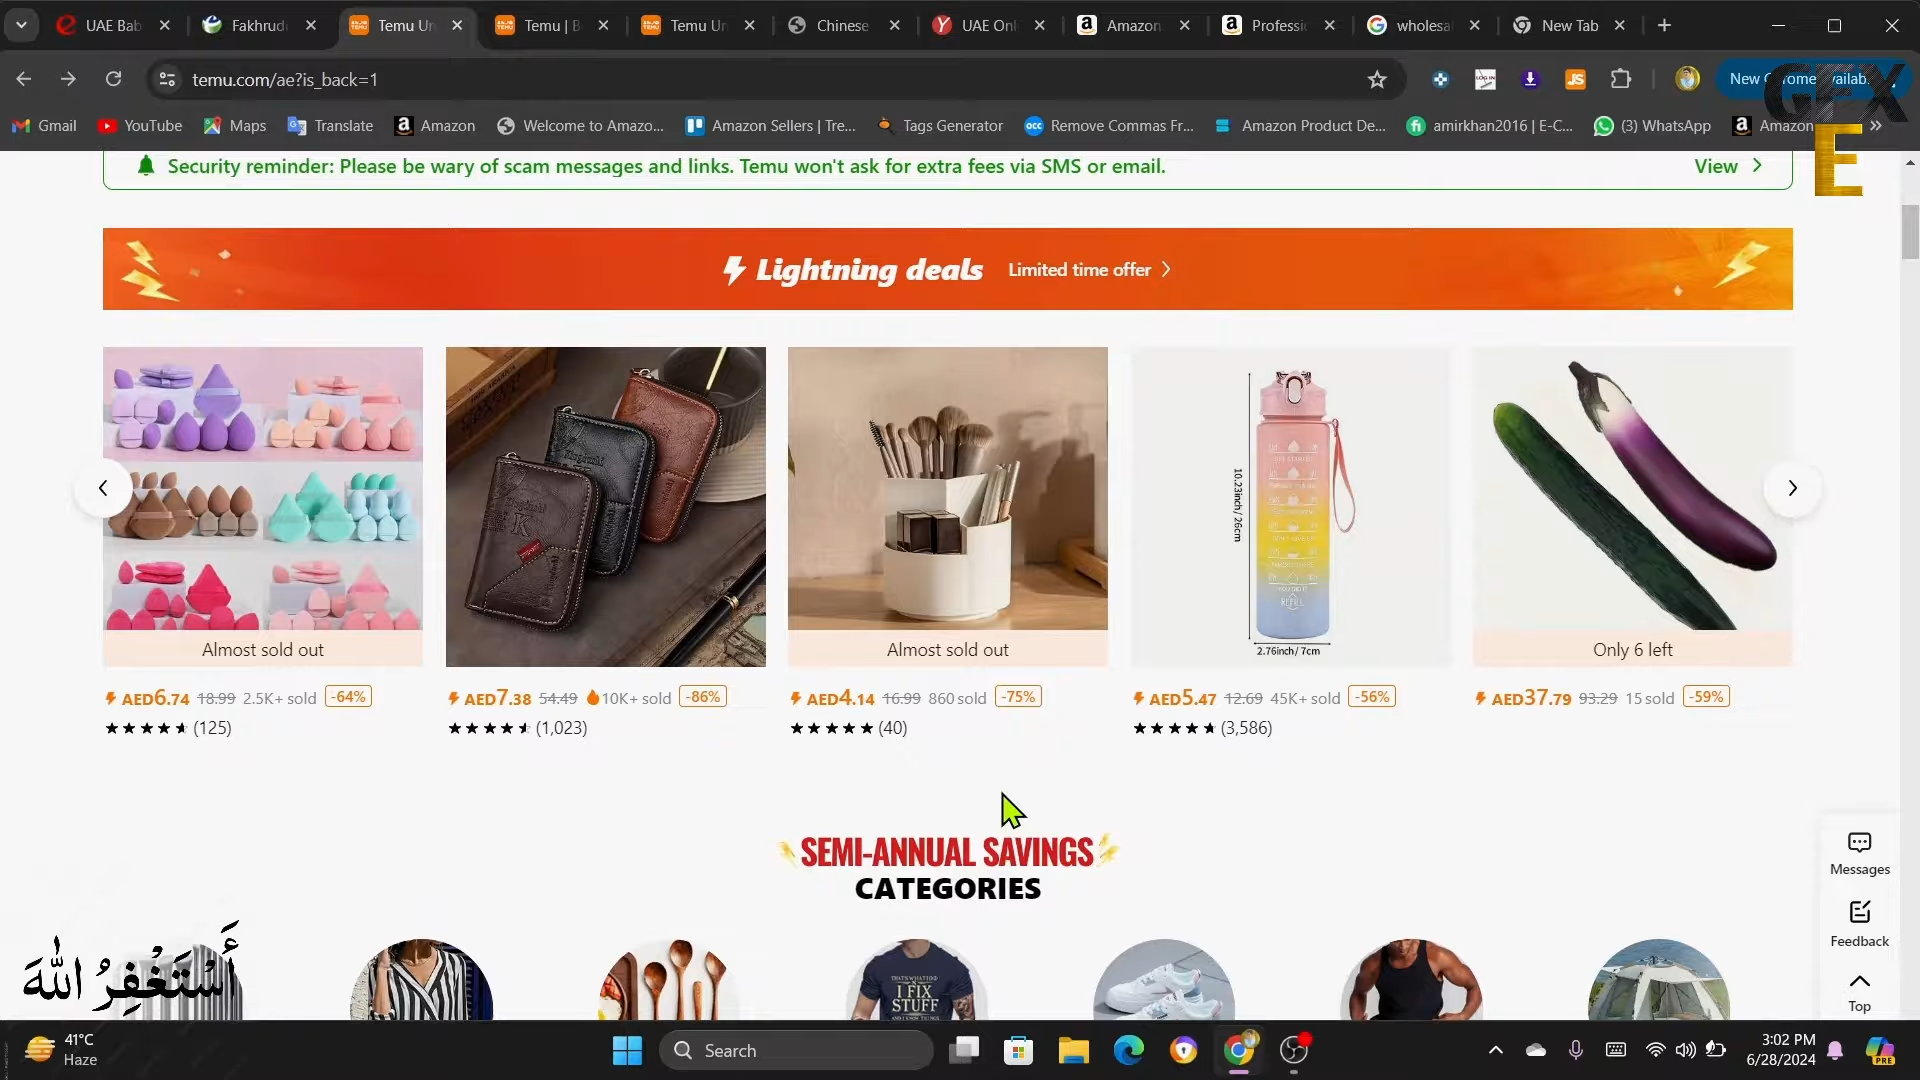 UAE Bab
Fakhrud
Temu Un
Temu | B
Temu Un
Chinese
UAE Onl
Amazon
Professi
wholesa
New Tab
temu.com/ae?is_back=1
New Chrome available
GFX
E
Gmail
YouTube
Maps
Translate
Amazon
Welcome to Amazo...
Amazon Sellers | Tre...
Tags Generator
Remove Commas Fr...
Amazon Product De...
amirkhan2016 | E-C...
(3) WhatsApp
Amazon
Security reminder: Please be wary of scam messages and links. Temu won't ask for extra fees via SMS or email.
View
Lightning deals Limited time offer
10.23inch/ 26cm
REFILL
2.76inch/ 7cm
Almost sold out
Almost sold out
Only 6 left
AED6.74 18.99 2.5K+ sold -64%
(125)
AED7.38 54.49 10K+ sold -86%
(1,023)
AED4.14 16.99 860 sold -75%
(40)
AED5.47 12.69 45K+ sold -56%
(3,586)
AED37.79 93.29 15 sold -59%
SEMI-ANNUAL SAVINGS
CATEGORIES
THAT'S WHAT I DO
I FIX
STUFF
Messages
Feedback
Top
أَسْتَغْفِرُ اللهَ
41°C
Haze
Search
3:02 PM
6/28/2024
PRE